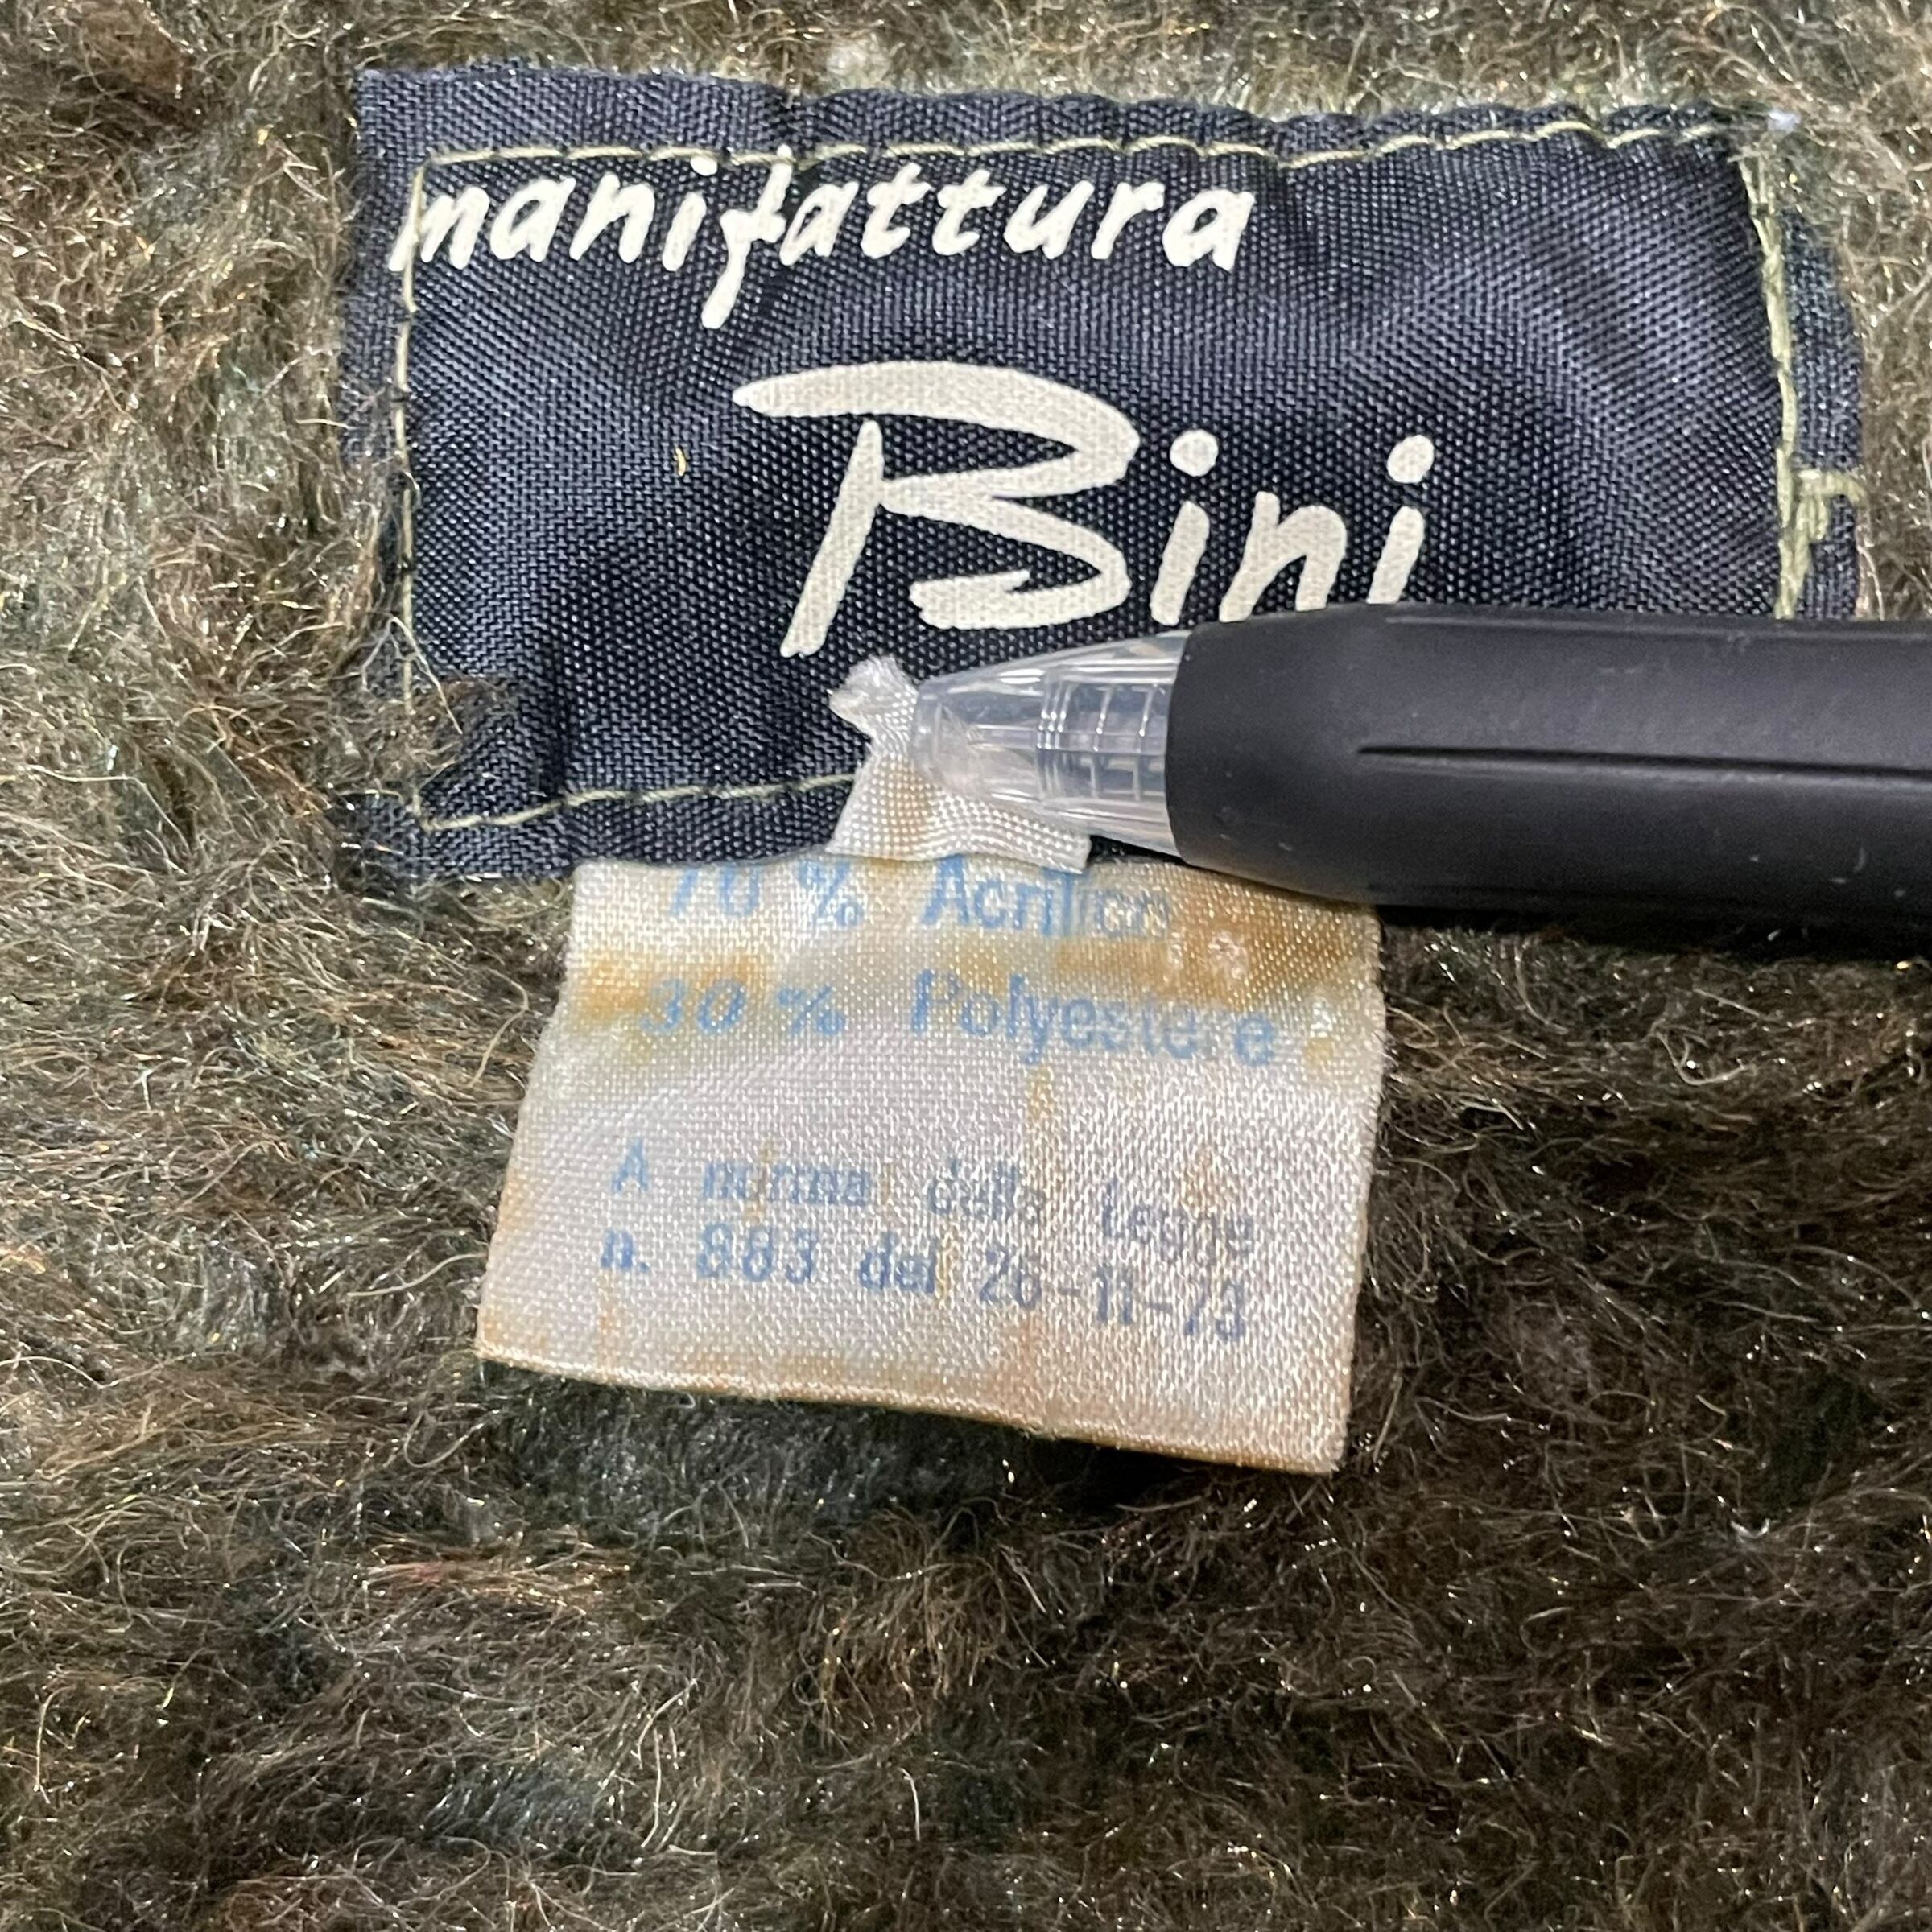 manifattura
Bini
70 % Acrilico
30 % Polyestere
A norma della Legge
n. 883 del 26-11-73